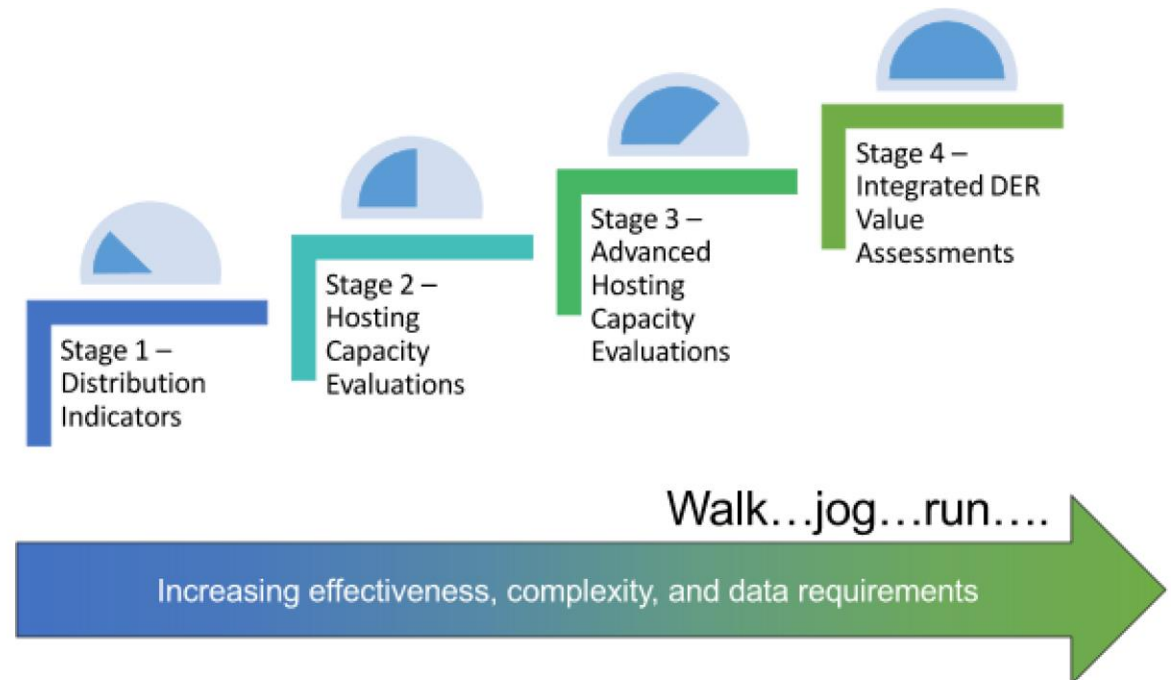 Stage 1 –
Distribution
Indicators
Stage 2 –
Hosting
Capacity
Evaluations
Stage 3 –
Advanced
Hosting
Capacity
Evaluations
Stage 4 –
Integrated DER
Value
Assessments
Walk…jog…run….
Increasing effectiveness, complexity, and data requirements